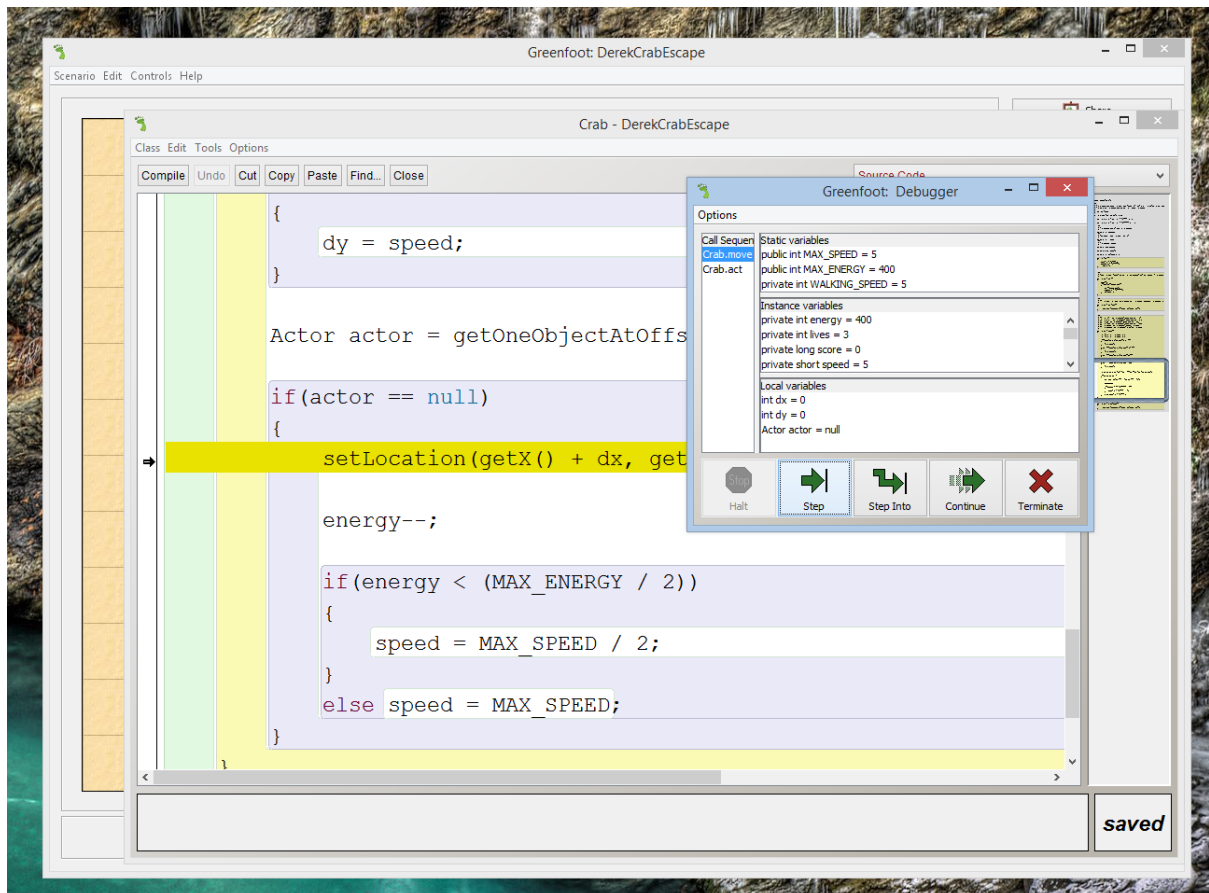 Greenfoot: DerekCrabEscape
Scenario Edit Controls Help
Crab - DerekCrabEscape
Class Edit Tools Options
Compile Undo Cut Copy Paste Find... Close
Source Code
{
dy = speed;
}
Actor actor = getOneObjectAtOffs
if(actor == null)
{
setLocation(getX() + dx, get
energy--;
if(energy < (MAX_ENERGY / 2))
{
speed = MAX_SPEED / 2;
}
else speed = MAX_SPEED;
}
}
saved
Greenfoot: Debugger
Options
Call Sequen
Crab.move
Crab.act
Static variables
public int MAX_SPEED = 5
public int MAX_ENERGY = 400
private int WALKING_SPEED = 5
Instance variables
private int energy = 400
private int lives = 3
private long score = 0
private short speed = 5
Local variables
int dx = 0
int dy = 0
Actor actor = null
Stop
Halt Step Step Into Continue Terminate